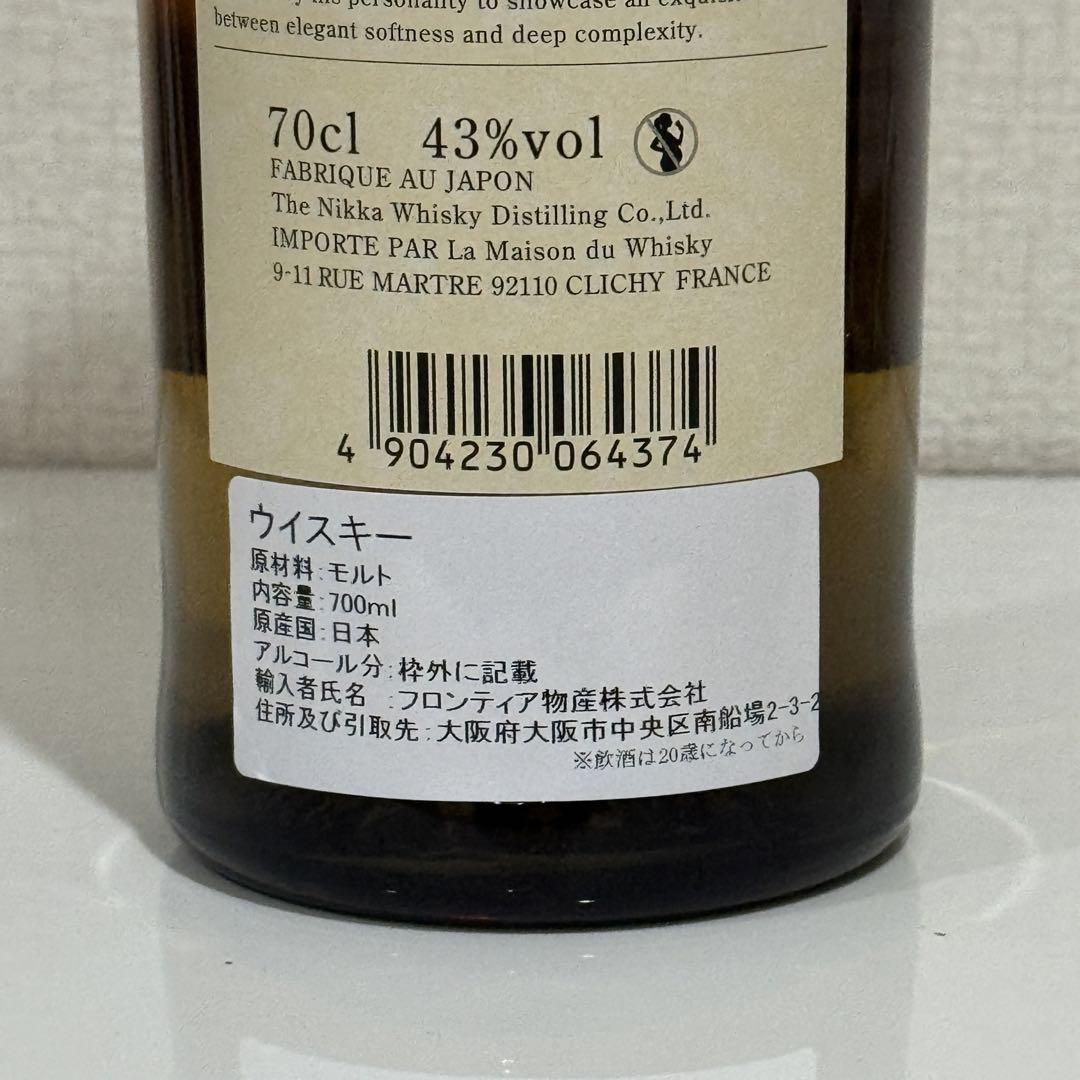 personality to showcase an
between elegant softness and deep complexity.
70cl 43%vol
FABRIQUE AU JAPON
The Nikka Whisky Distilling Co.,Ltd.
IMPORTE PAR La Maison du Whisky
9-11 RUE MARTRE 92110 CLICHY FRANCE
4 904230 064374
ウイスキー
原材料:モルト
内容量:700ml
原産国:日本
アルコール分:枠外に記載
輸入者氏名 :フロンティア物産株式会社
住所及び引取先:大阪府大阪市中央区南船場2-3-2
※飲酒は20歳になってから